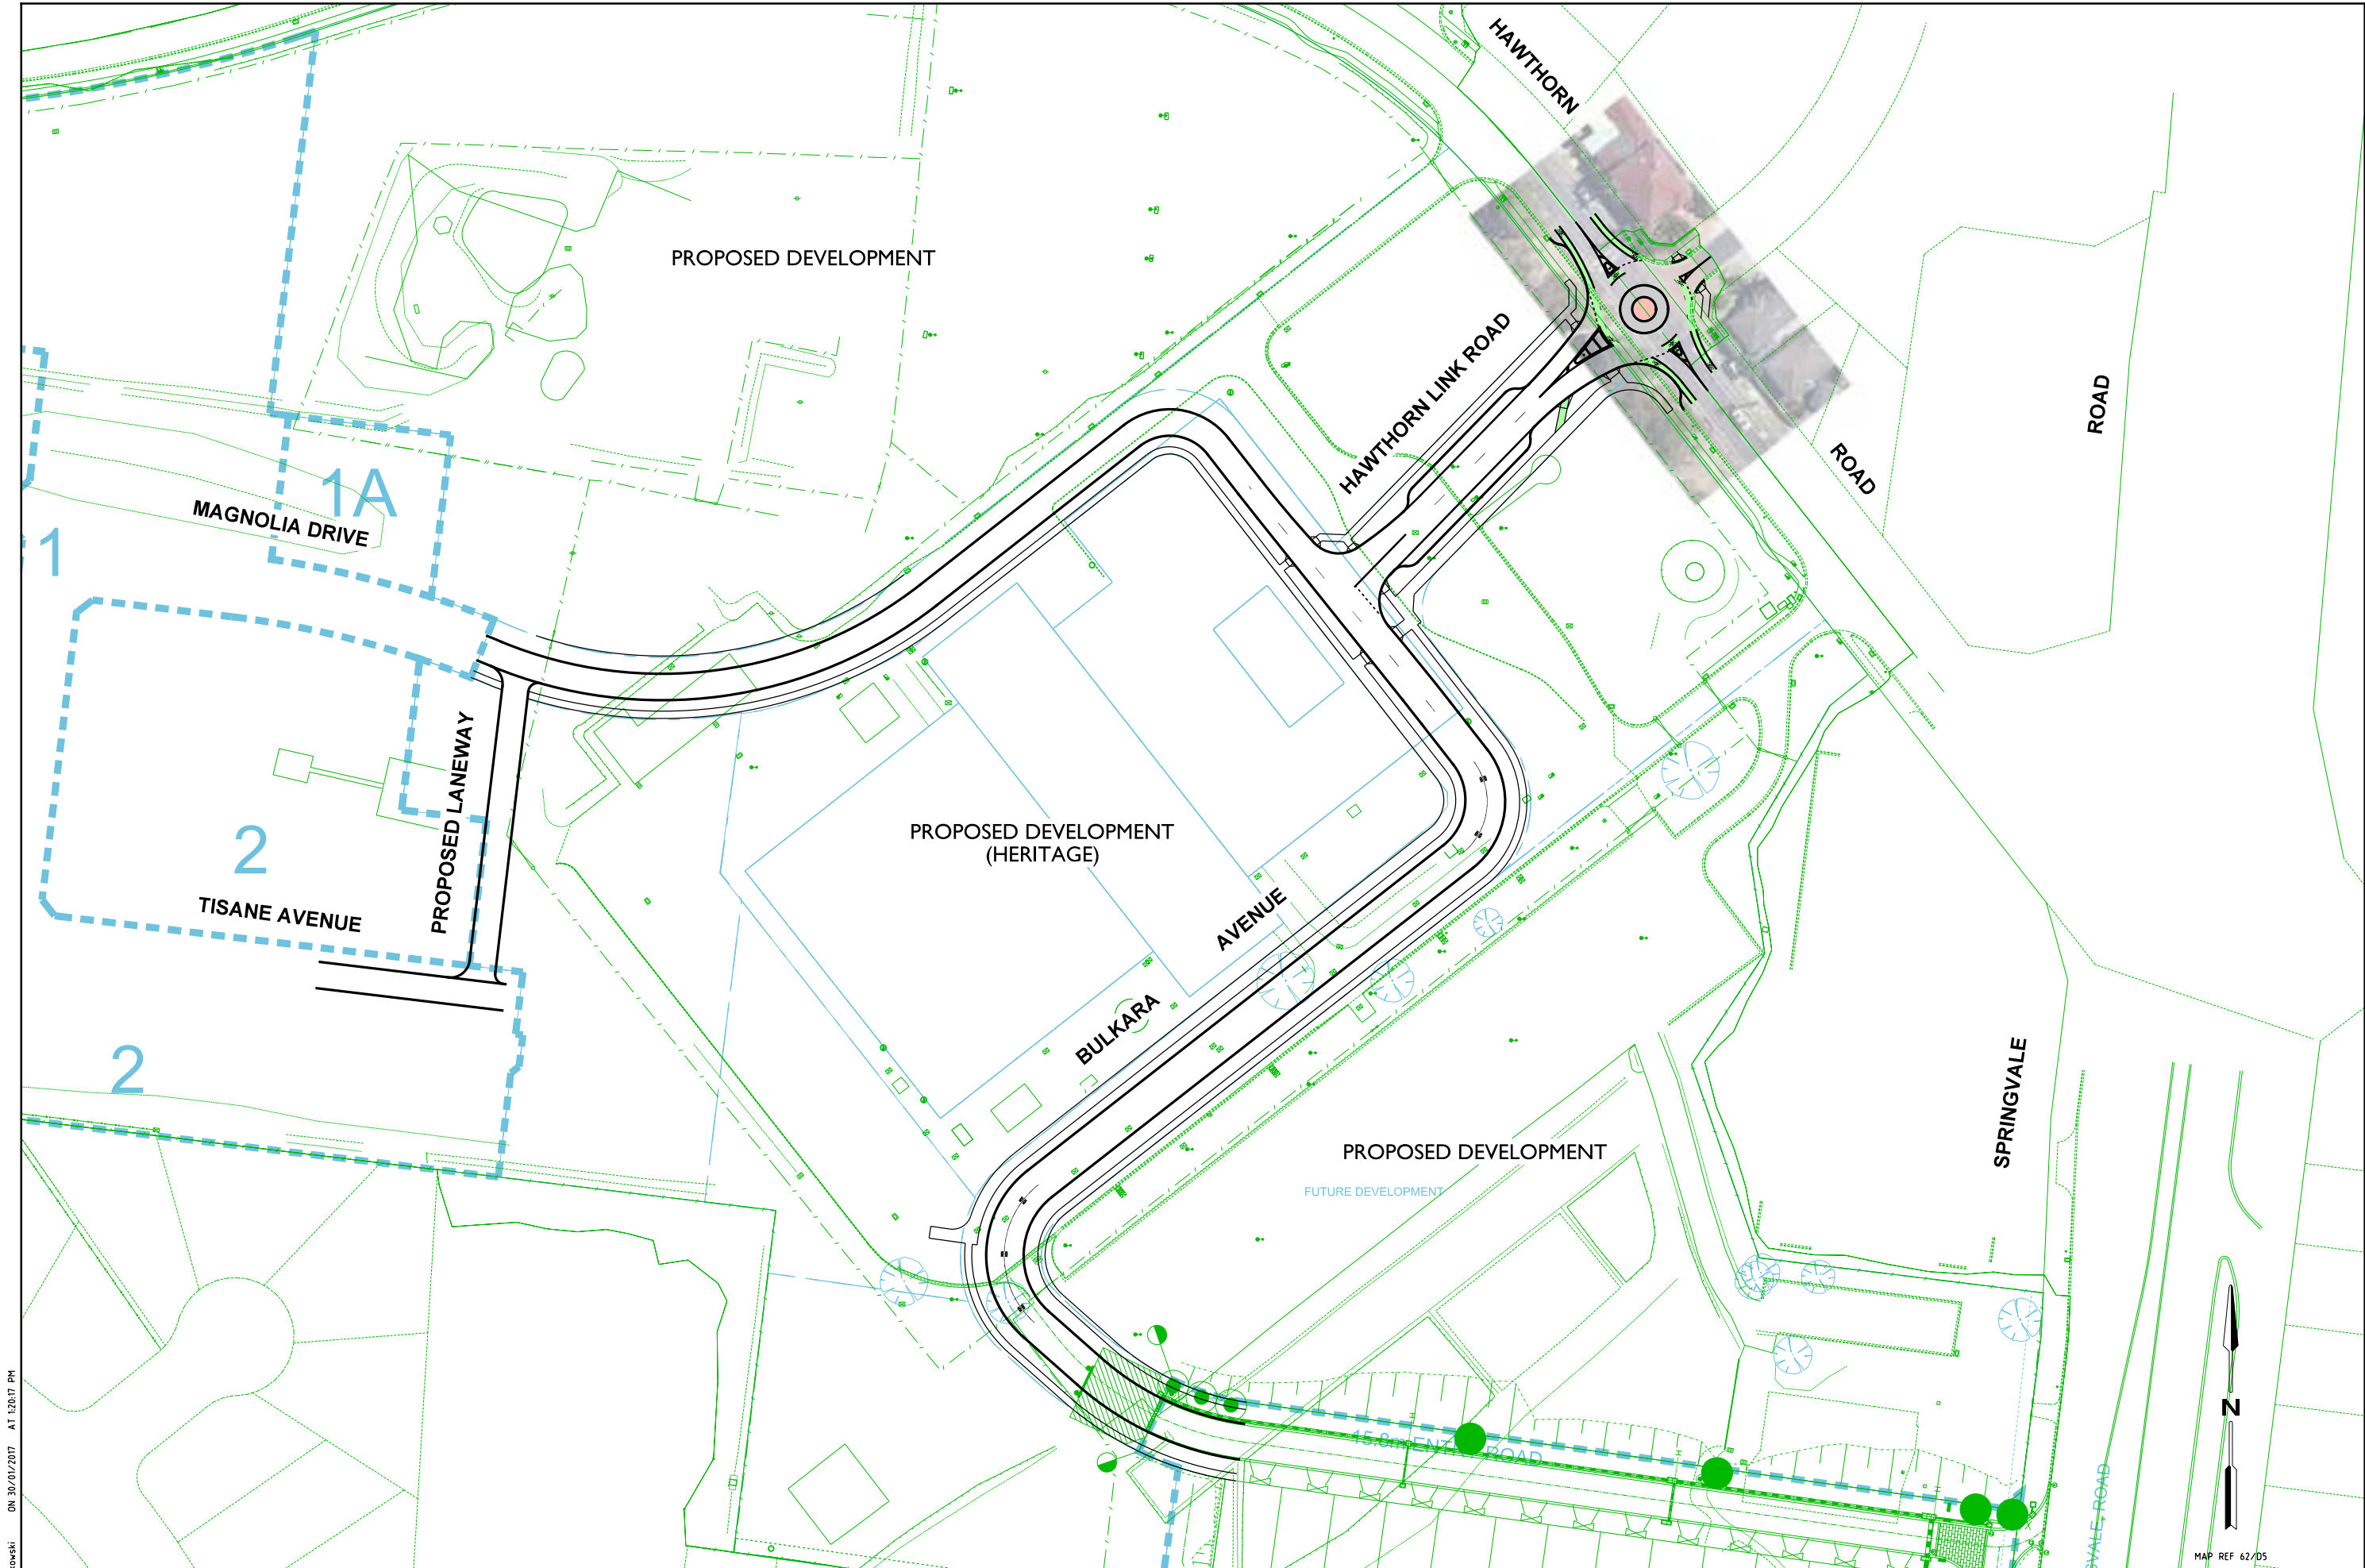 HAWTHORN
PROPOSED DEVELOPMENT
HAWTHORN LINK ROAD
ROAD
ROAD
1A
MAGNOLIA DRIVE
1
PROPOSED LANEWAY
2
TISANE AVENUE
PROPOSED DEVELOPMENT
(HERITAGE)
BULKARA
AVENUE
2
SPRINGVALE
PROPOSED DEVELOPMENT
FUTURE DEVELOPMENT
ROAD
N
ROAD
MAP REF 62/D5
ON 30/01/2017 AT 1:20:17 PM